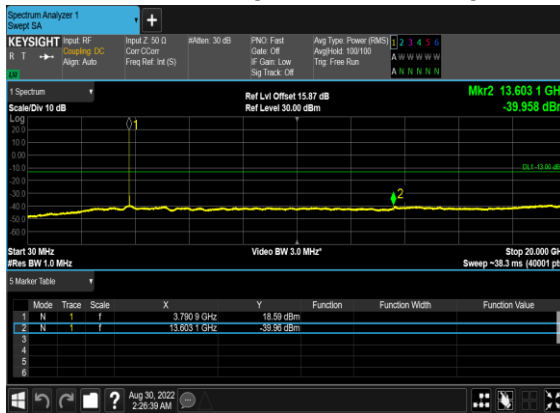 Spectrum Analyzer 1
Swept SA
KEYSIGHT Input: RF Input Z: 50 Ω #Atten: 30 dB PNO: Fast Avg Type: Power (RMS) 1 2 3 4 5 6
R T Coupling: DC Corr CCorr Gate: Off Avg|Hold: 100/100 A W W W W W
Align: Auto Freq Ref: Int (S) IF Gain: Low Trig: Free Run
Sig Track: Off A N N N N N
1 Spectrum Ref Lvl Offset 15.87 dB Mkr2 13.603 1 GHz
Scale/Div 10 dB Ref Level 30.00 dBm -39.958 dBm
Log
20.0 1
10.0
0.00
-10.0 DL1 -13.00 dB
-20.0
-30.0
-40.0 2
-50.0
-60.0
Start 30 MHz Video BW 3.0 MHz* Stop 20.000 GH
#Res BW 1.0 MHz Sweep ~38.3 ms (40001 pts
5 Marker Table
Mode Trace Scale X Y Function Function Width Function Value
1 N 1 f 3.790 9 GHz 18.59 dBm
2 N 1 f 13.603 1 GHz -39.96 dBm
3
4
5
6
? Aug 30, 2022
2:26:39 AM